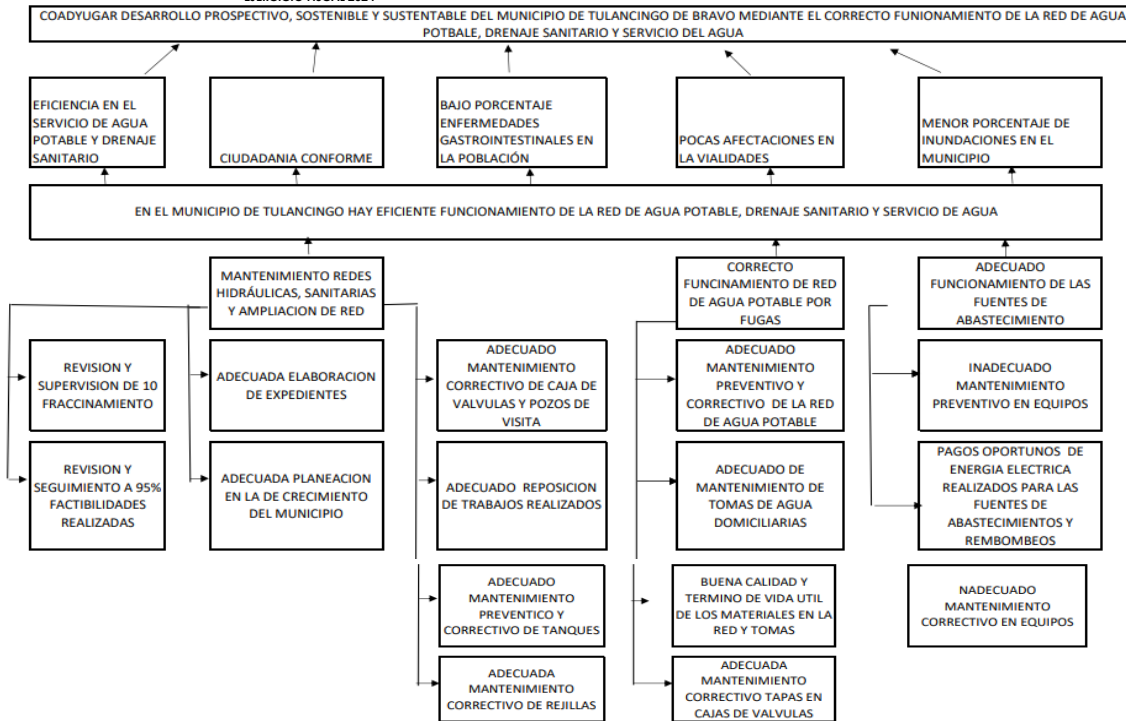 COADYUGAR DESARROLLO PROSPECTIVO, SOSTENIBLE Y SUSTENTABLE DEL MUNICIPIO DE TULANCINGO DE BRAVO MEDIANTE EL CORRECTO FUNIONAMIENTO DE LA RED DE AGUA
POTBALE, DRENAJE SANITARIO Y SERVICIO DEL AGUA
EFICIENCIA EN EL
SERVICIO DE AGUA
POTABLE Y DRENAJE
SANITARIO
CIUDADANIA CONFORME
BAJO PORCENTAJE
ENFERMEDADES
GASTROINTESTINALES EN
LA POBLACIÓN
POCAS AFECTACIONES EN
LA VIALIDADES
MENOR PORCENTAJE DE
INUNDACIONES EN EL
MUNICIPIO
EN EL MUNICIPIO DE TULANCINGO HAY EFICIENTE FUNCIONAMIENTO DE LA RED DE AGUA POTABLE, DRENAJE SANITARIO Y SERVICIO DE AGUA
MANTENIMIENTO REDES
HIDRÁULICAS, SANITARIAS
Y AMPLIACION DE RED
CORRECTO
FUNCINAMIENTO DE RED
DE AGUA POTABLE POR
FUGAS
ADECUADO
FUNCIONAMIENTO DE LAS
FUENTES DE
ABASTECIMIENTO
REVISION Y
SUPERVISION DE 10
FRACCINAMIENTO
ADECUADA ELABORACION
DE EXPEDIENTES
ADECUADO
MANTENIMIENTO
CORRECTIVO DE CAJA DE
VALVULAS Y POZOS DE
VISITA
ADECUADO
MANTENIMIENTO
PREVENTIVO Y
CORRECTIVO DE LA RED
DE AGUA POTABLE
INADECUADO
MANTENIMIENTO
PREVENTIVO EN EQUIPOS
REVISION Y
SEGUIMIENTO A 95%
FACTIBILIDADES
REALIZADAS
ADECUADA PLANEACION
EN LA DE CRECIMIENTO
DEL MUNICIPIO
ADECUADO REPOSICION
DE TRABAJOS REALIZADOS
ADECUADO DE
MANTENIMIENTO DE
TOMAS DE AGUA
DOMICILIARIAS
PAGOS OPORTUNOS DE
ENERGIA ELECTRICA
REALIZADOS PARA LAS
FUENTES DE
ABASTECIMIENTOS Y
REMBOMBEOS
ADECUADO
MANTENIMIENTO
PREVENTICO Y
CORRECTIVO DE TANQUES
BUENA CALIDAD Y
TERMINO DE VIDA UTIL
DE LOS MATERIALES EN LA
RED Y TOMAS
NADECUADO
MANTENIMIENTO
CORRECTIVO EN EQUIPOS
ADECUADA
MANTENIMIENTO
CORRECTIVO DE REJILLAS
ADECUADA
MANTENIMIENTO
CORRECTIVO TAPAS EN
CAJAS DE VALVULAS